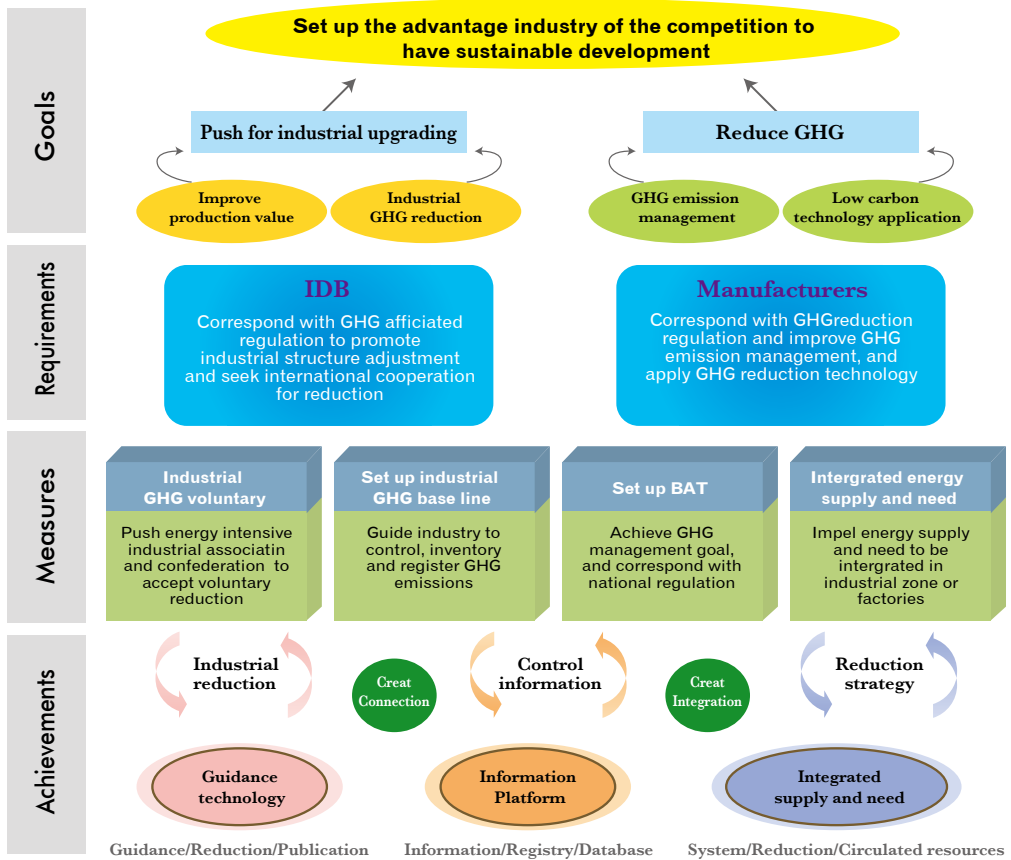 Goals
Set up the advantage industry of the competition to
have sustainable development
Push for industrial upgrading
Reduce GHG
Improve
production value
Industrial
GHG reduction
GHG emission
management
Low carbon
technology application
Requirements
IDB
Correspond with GHG afficiated
regulation to promote
industrial structure adjustment
and seek international cooperation
for reduction
Manufacturers
Correspond with GHGreduction
regulation and improve GHG
emission management, and
apply GHG reduction technology
Measures
Industrial
GHG voluntary
Push energy intensive
industrial associatin
and confederation to
accept voluntary
reduction
Set up industrial
GHG base line
Guide industry to
control, inventory
and register GHG
emissions
Set up BAT
Achieve GHG
management goal,
and correspond with
national regulation
Intergrated energy
supply and need
Impel energy supply
and need to be
intergrated in
industrial zone or
factories
Achievements
Industrial
reduction
Creat
Connection
Control
information
Creat
Integration
Reduction
strategy
Guidance
technology
Information
Platform
Integrated
supply and need
Guidance/Reduction/Publication
Information/Registry/Database
System/Reduction/Circulated resources